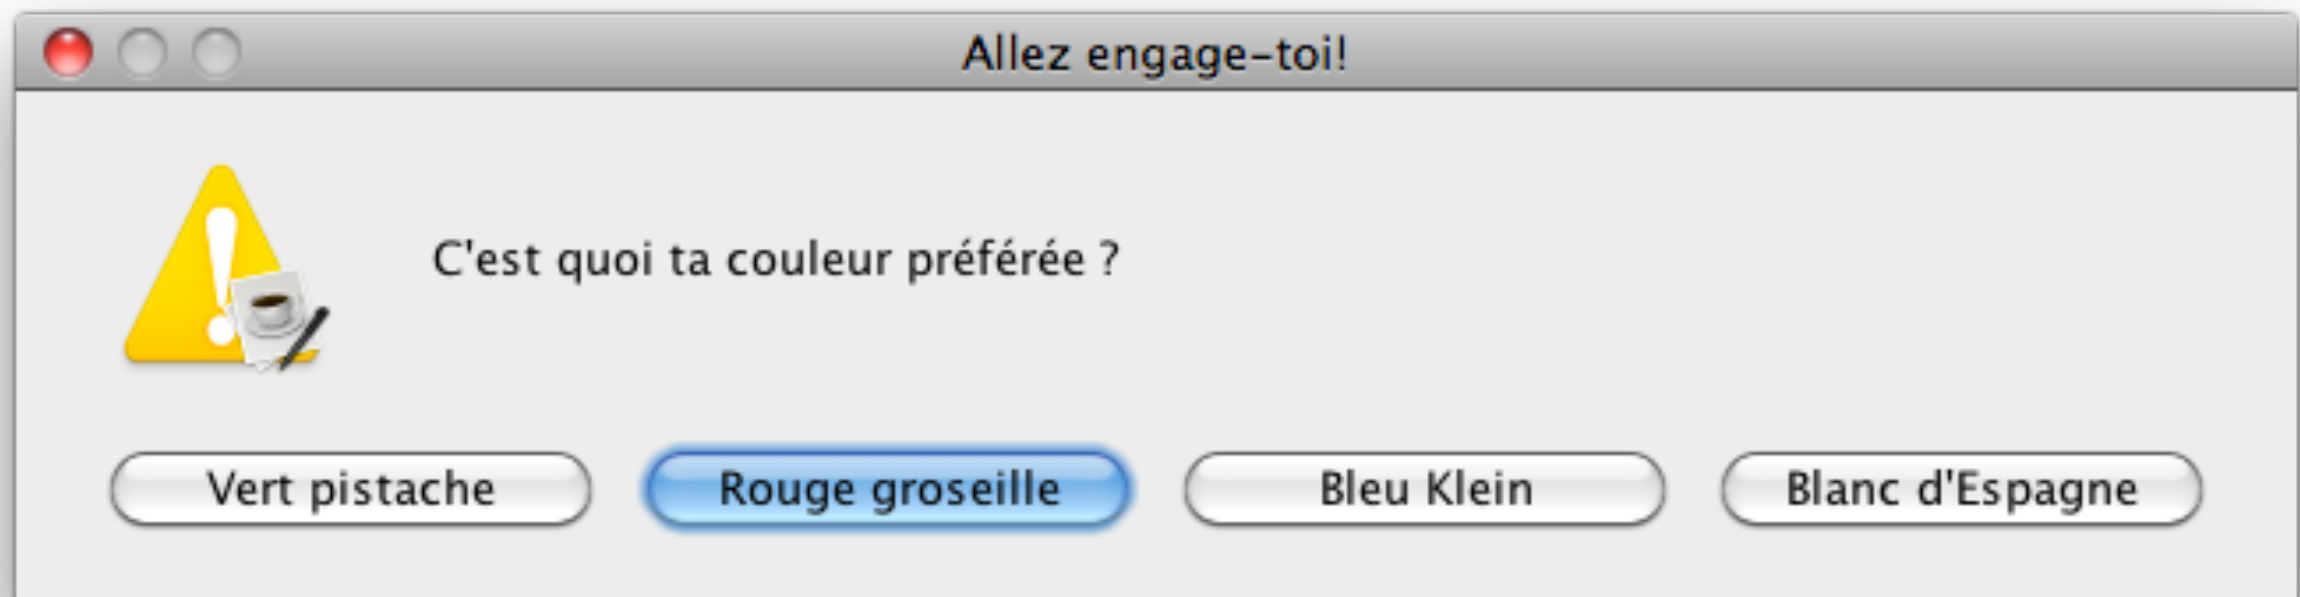 Allez engage-toi!
C'est quoi ta couleur préférée ?
Vert pistache Rouge groseille Bleu Klein Blanc d'Espagne